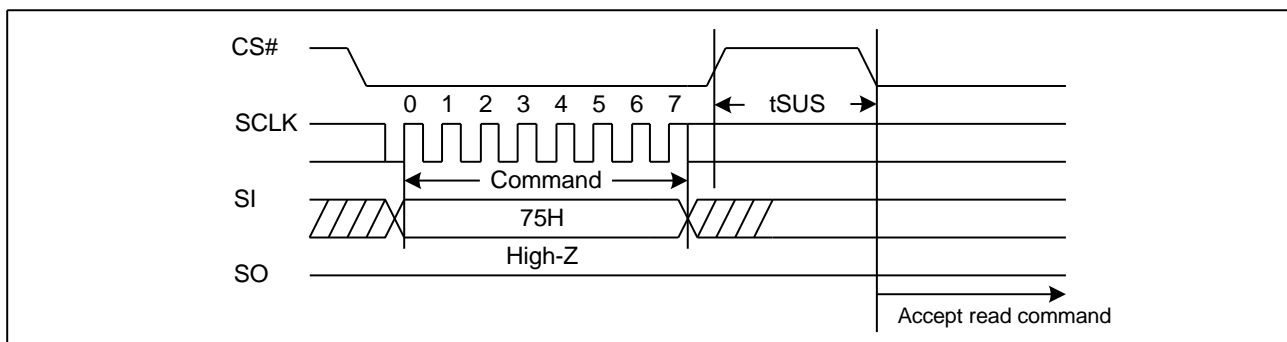 CS#
0 1 2 3 4 5 6 7
tSUS
SCLK
Command
SI
75H
High-Z
SO
Accept read command